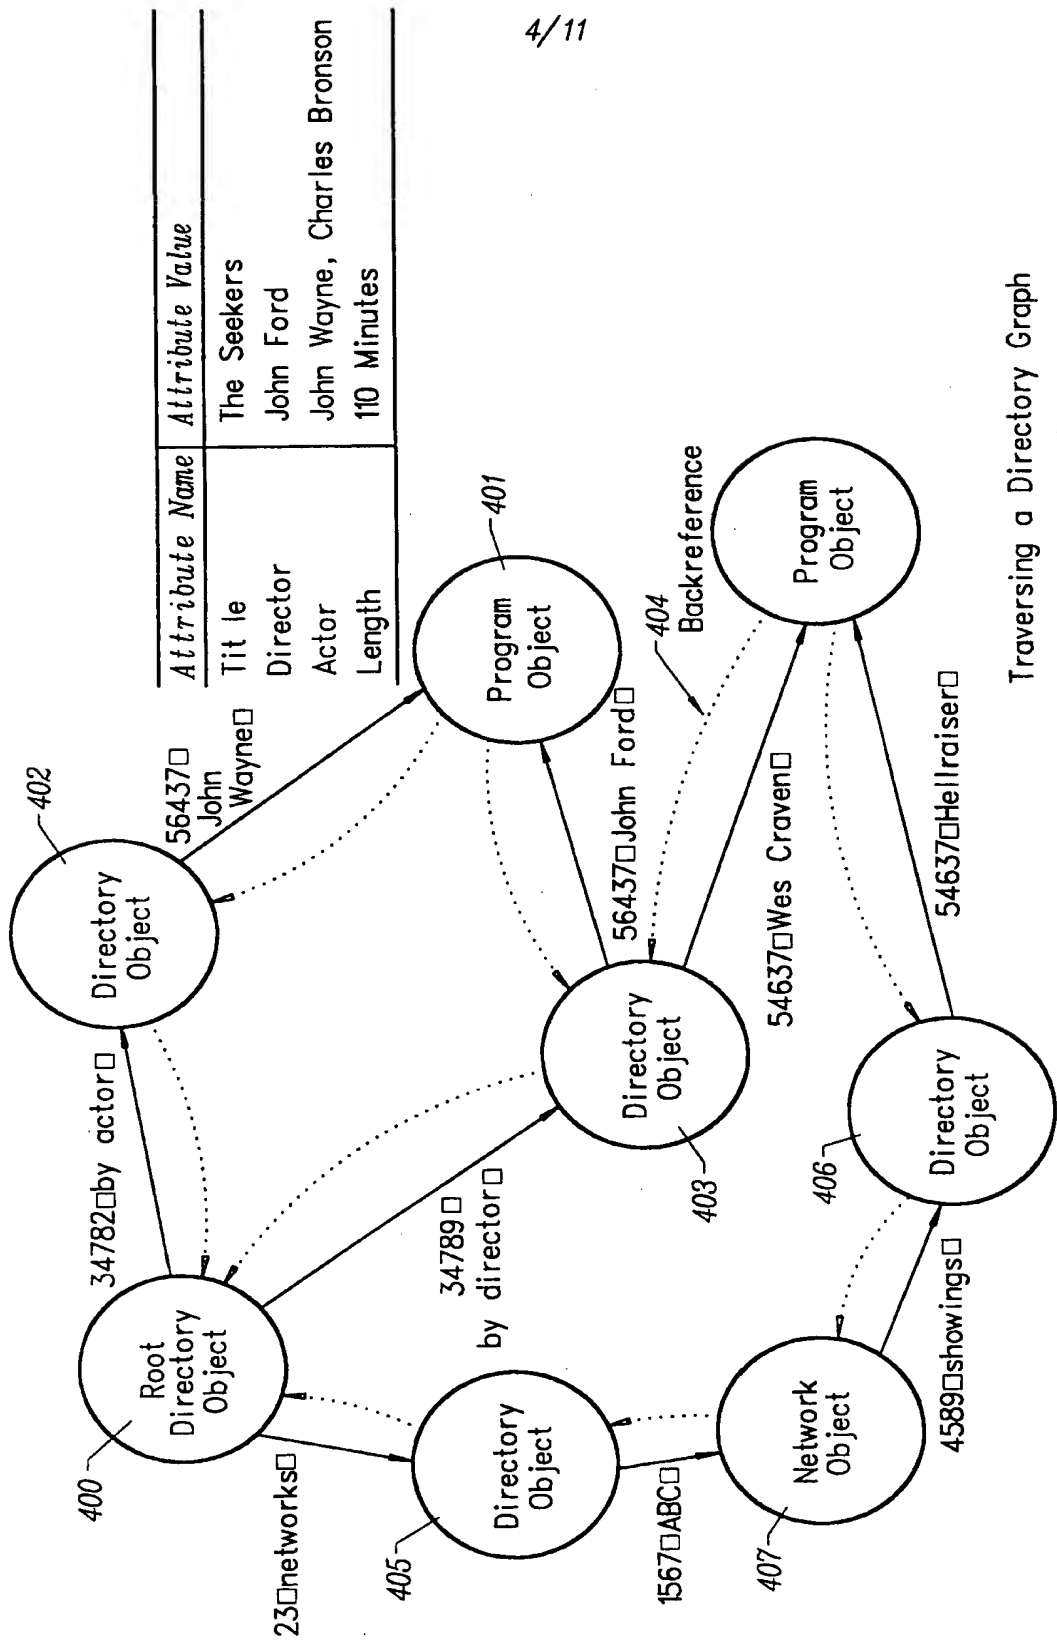 4/11
Attribute Name Attribute Value
Tit le The Seekers
Director John Ford
Actor John Wayne, Charles Bronson
Length 110 Minutes
402
Directory
Object
56437□
John
Wayne□
401
Program
Object
34782□by actor□
400
Root
Directory
Object
34789□
by director□
403
Directory
Object
56437□John Ford□
404
Backreference
Program
Object
54637□Wes Craven□
23□networks□
405
Directory
Object
1567□ABC□
407
Network
Object
4589□showings□
406
Directory
Object
54637□Hellraiser□
Traversing a Directory Graph